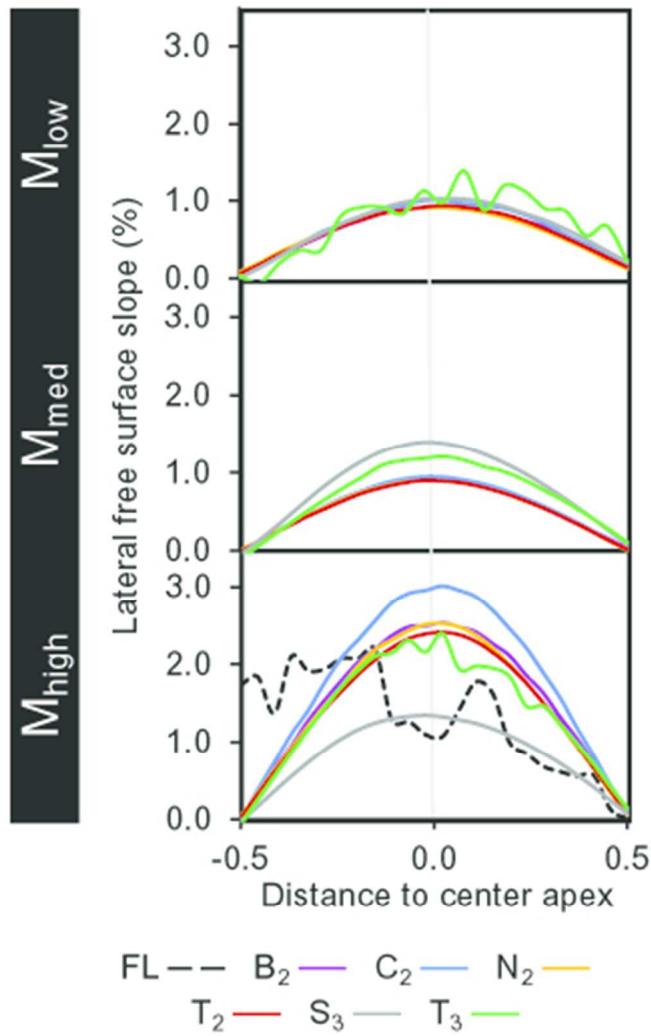 Mlow
Mmed
Mhigh
Lateral free surface slope (%)
3.0
2.0
1.0
0.0
3.0
2.0
1.0
0.0
3.0
2.0
1.0
0.0
-0.5 0.0 0.5
Distance to center apex
FL B2 C2 N2
T2 S3 T3